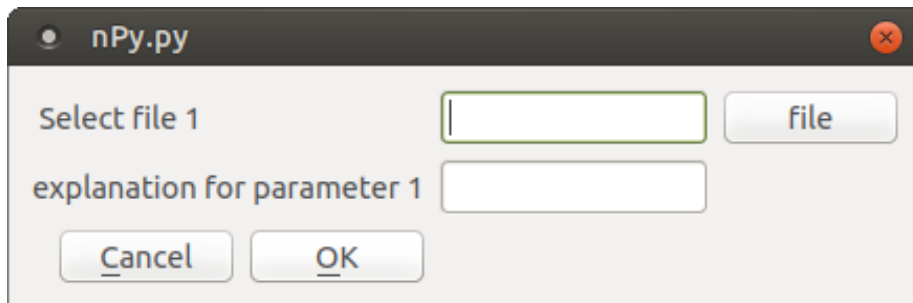 nPy.py
Select file 1 file
explanation for parameter 1
Cancel OK